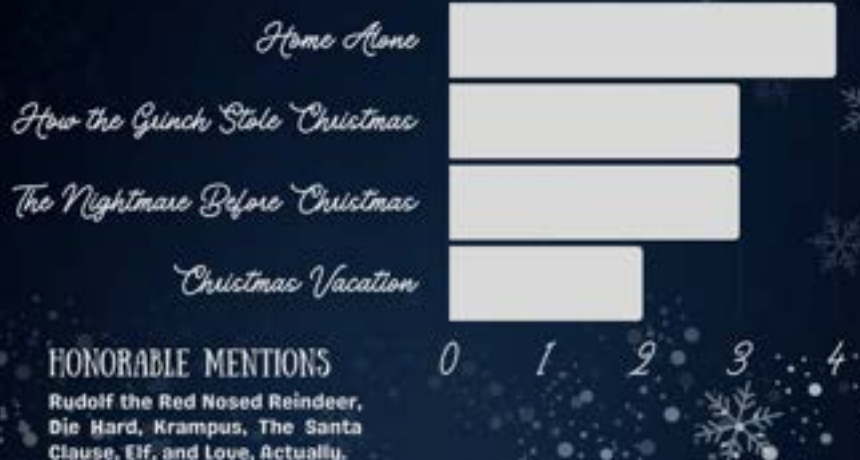 Home Alone
How the Grinch Stole Christmas
The Nightmare Before Christmas
Christmas Vacation
HONORABLE MENTIONS
0 1 2 3 4
Rudolf the Red Nosed Reindeer,
Die Hard, Krampus, The Santa
Clause, Elf, and Love, Actually.